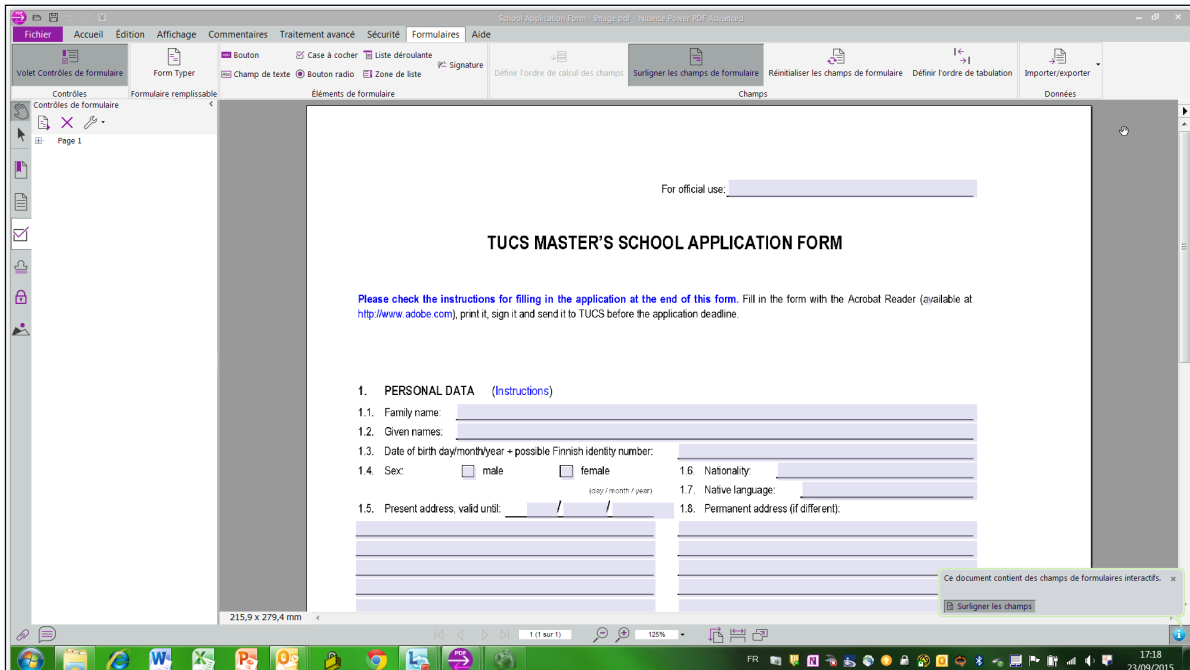 School Application Form - Image.pdf - Nuance Power PDF Advanced
Fichier Accueil Édition Affichage Commentaires Traitement avancé Sécurité Formulaires Aide
Volet Contrôles de formulaire
Form Typer
Bouton
Case à cocher
Liste déroulante
Champ de texte
Bouton radio
Zone de liste
Signature
Définir l'ordre de calcul des champs
Surligner les champs de formulaire
Réinitialiser les champs de formulaire
Définir l'ordre de tabulation
Importer/exporter
Contrôles
Formulaire remplissable
Éléments de formulaire
Champs
Données
Contrôles de formulaire
Page 1
For official use:
TUCS MASTER'S SCHOOL APPLICATION FORM
Please check the instructions for filling in the application at the end of this form. Fill in the form with the Acrobat Reader (available at
http://www.adobe.com), print it, sign it and send it to TUCS before the application deadline.
1. PERSONAL DATA (Instructions)
1.1. Family name:
1.2. Given names:
1.3. Date of birth day/month/year + possible Finnish identity number:
1.4. Sex: male female 1.6. Nationality:
(day / month / year) 1.7. Native language:
1.5. Present address, valid until: / / 1.8. Permanent address (if different):
Ce document contient des champs de formulaires interactifs.
Surligner les champs
215,9 x 279,4 mm
1 (1 sur 1)
125%
PDF
FR
17:18
23/09/2015